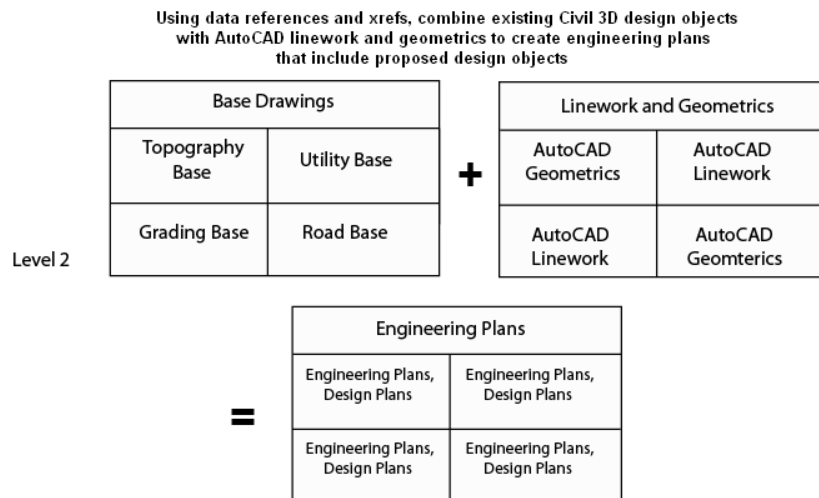 Using data references and xrefs, combine existing Civil 3D design objects
with AutoCAD linework and geometrics to create engineering plans
that include proposed design objects
Base Drawings
Topography
Base
Utility Base
Grading Base
Road Base
+
Linework and Geometrics
AutoCAD
Geometrics
AutoCAD
Linework
AutoCAD
Linework
AutoCAD
Geomterics
Level 2
=
Engineering Plans
Engineering Plans,
Design Plans
Engineering Plans,
Design Plans
Engineering Plans,
Design Plans
Engineering Plans,
Design Plans